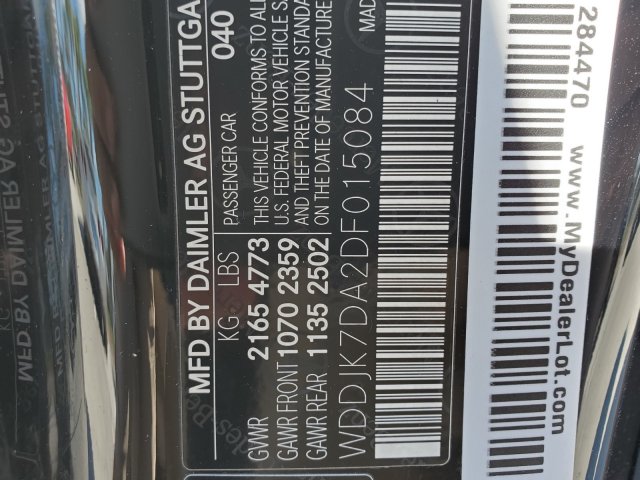 MFD BY DAIMLER AG STUTTGA
040
KG LBS
PASSENGER CAR
GVWR 2165 4773
THIS VEHICLE CONFORMS TO ALL
GAWR FRONT 1070 2359
U.S. FEDERAL MOTOR VEHICLE S
GAWR REAR 1135 2502
AND THEFT PREVENTION STANDA
ON THE DATE OF MANUFACTURE
WDDJK7DA2DF015084
MAD
284470
www.MyDealerLot.com